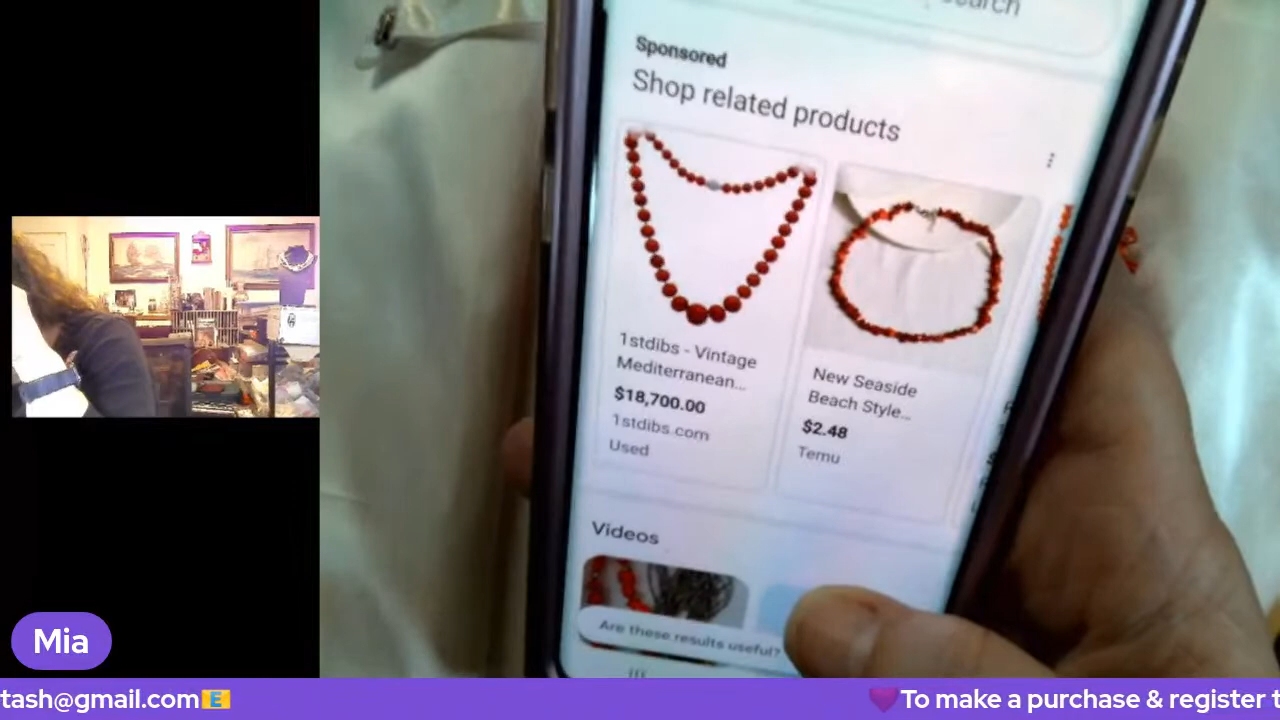 search
Sponsored
Shop related products
1stdibs - Vintage
Mediterranean...
$18,700.00
1stdibs.com
Used
New Seaside
Beach Style...
$2.48
Temu
Videos
Are these results useful?
Mia
tash@gmail.com
To make a purchase & register